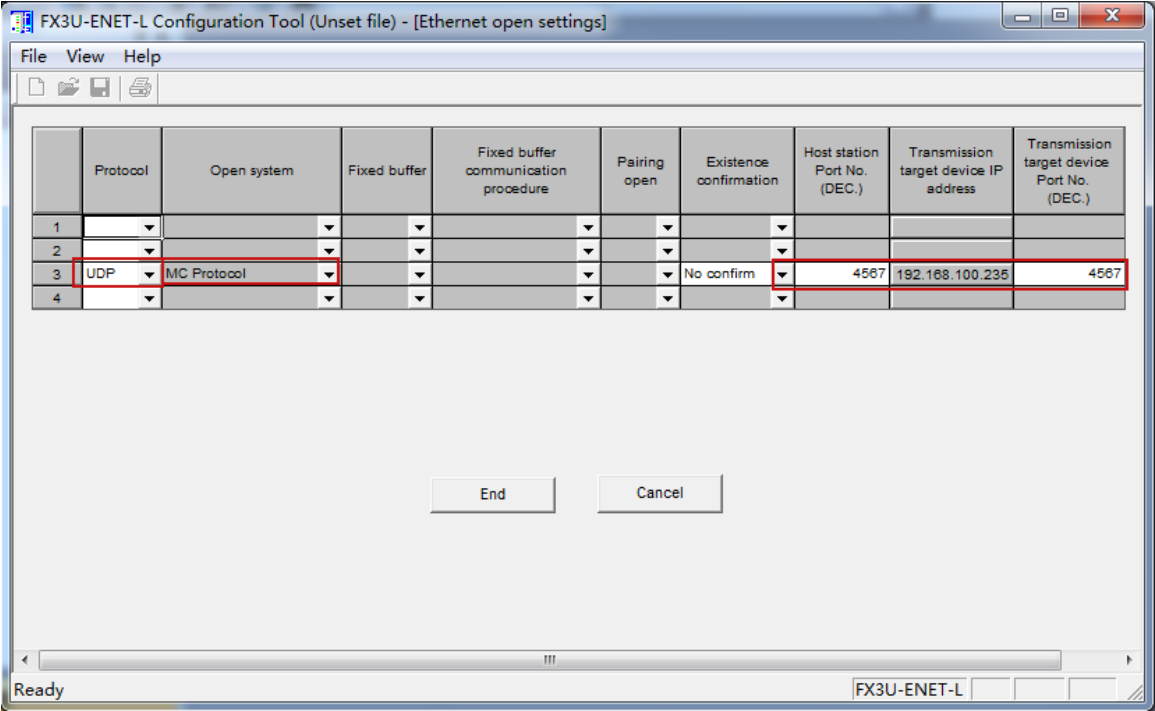 FX3U-ENET-L Configuration Tool (Unset file) - [Ethernet open settings]
File View Help
Protocol Open system Fixed buffer Fixed buffer communication procedure Pairing open Existence confirmation Host station Port No. (DEC.) Transmission target device IP address Transmission target device Port No. (DEC.)
1
2
3 UDP MC Protocol No confirm 4567 192.168.100.235 4567
4
End Cancel
Ready FX3U-ENET-L